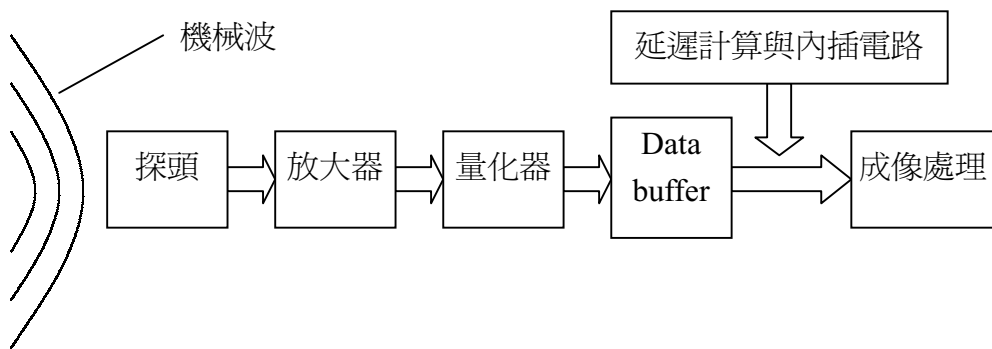 機械波
延遲計算與內插電路
探頭
放大器
量化器
Data
buffer
成像處理